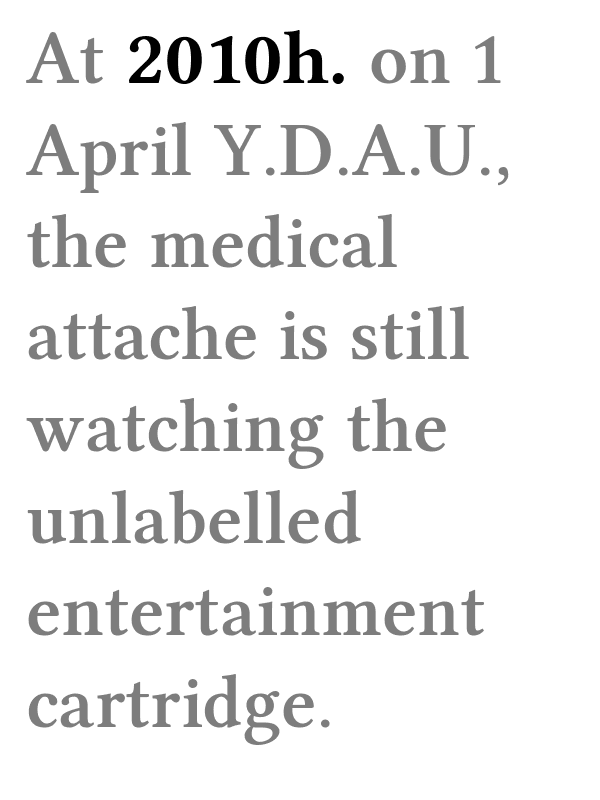 At 2010h. on 1
April Y.D.A.U.,
the medical
attache is still
watching the
unlabelled
entertainment
cartridge.